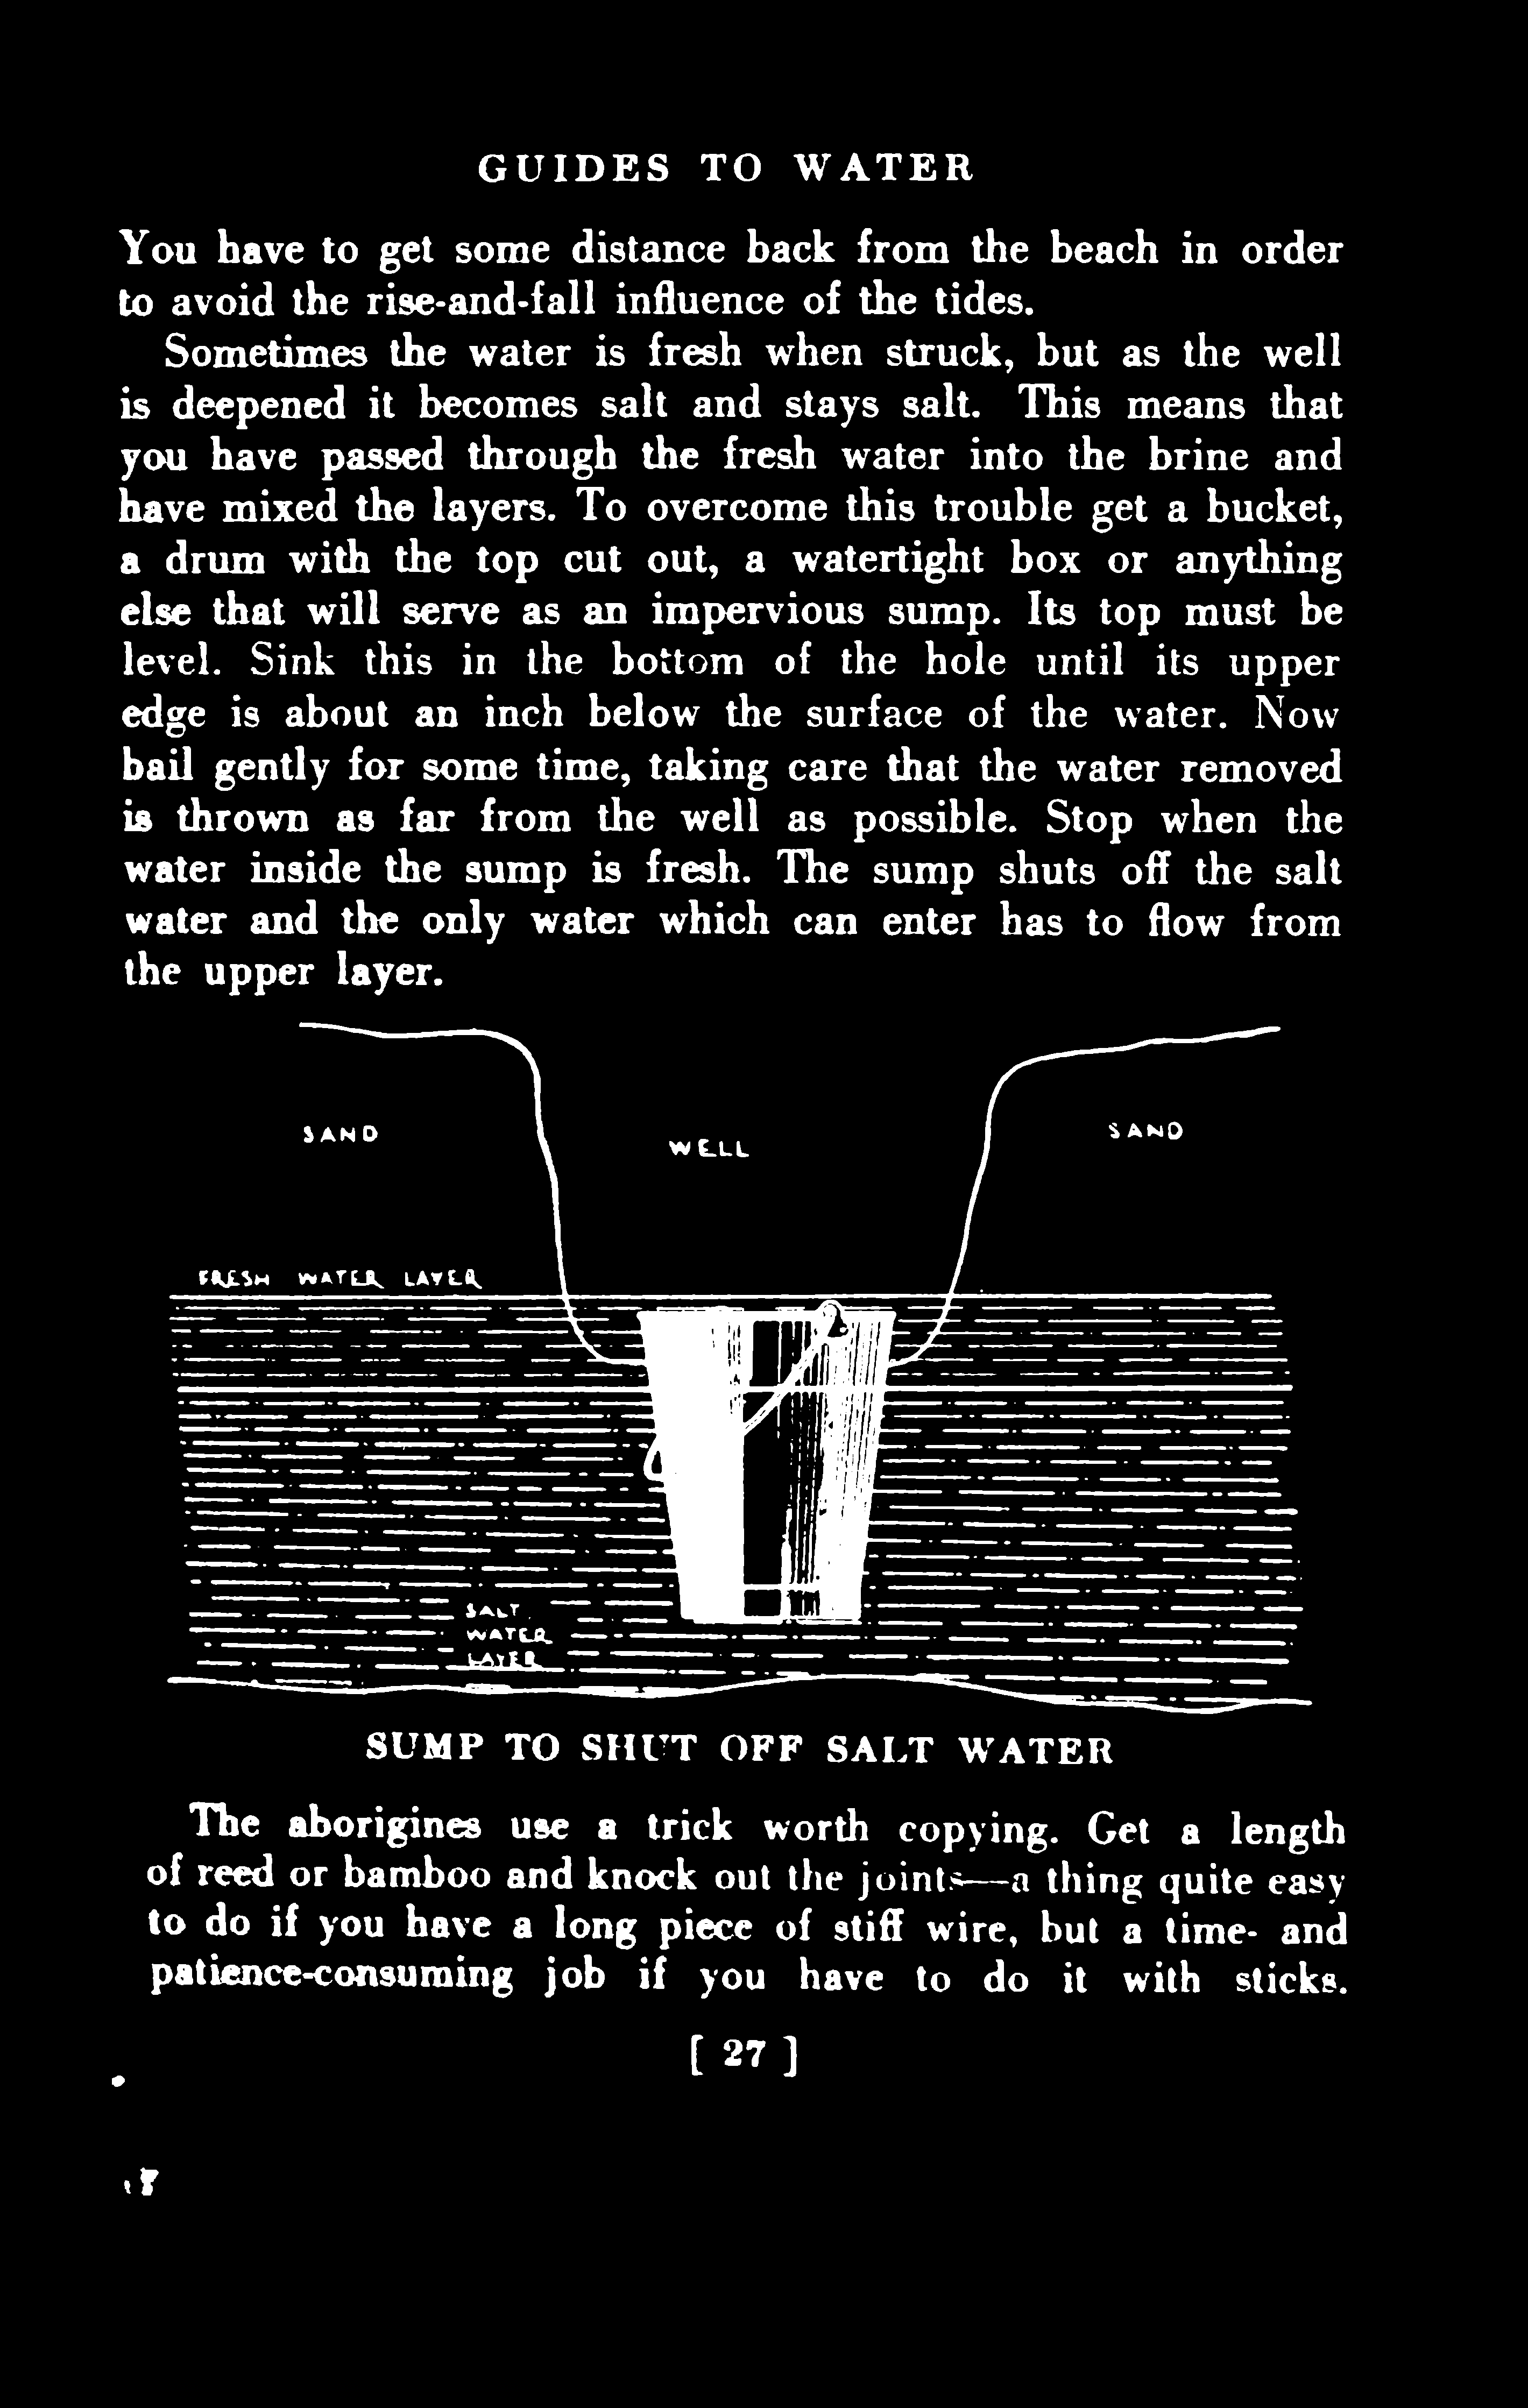 GUIDES TO WATER
You have to get some distance back from the beach in order
to avoid the rise-and-fall influence of the tides.
Sometimes the water is fresh when struck, but as the well
is deepened it becomes salt and stays salt. This means that
you have passed through the fresh water into the brine and
have mixed the layers. To overcome this trouble get a bucket,
a drum with the top cut out, a watertight box or anything
else that will serve as an impervious sump. Its top must be
level. Sink this in the bottom of the hole until its upper
edge is about an inch below the surface of the water. Now
bail gently for some time, taking care that the water removed
is thrown as far from the well as possible. Stop when the
water inside the sump is fresh. The sump shuts off the salt
water and the only water which can enter has to flow from
the upper layer.
SAND
WELL
SAND
FRESH WATER LAYER
SALT
WATER
LAYER
SUMP TO SHUT OFF SALT WATER
The aborigines use a trick worth copying. Get a length
of reed or bamboo and knock out the joints—a thing quite easy
to do if you have a long piece of stiff wire, but a time- and
patience-consuming job if you have to do it with sticks.
[ 27 ]